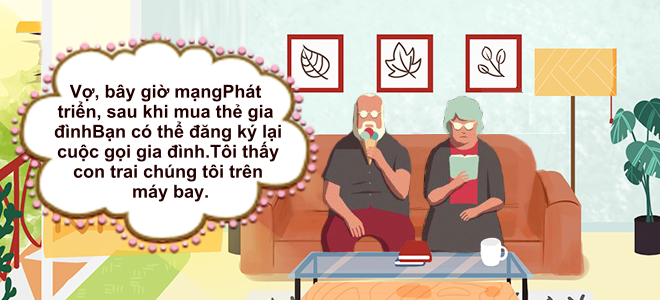 Vợ, bây giờ mạngPhát
triển, sau khi mua thẻ gia
đìnhBạn có thể đăng ký lại
cuộc gọi gia đình.Tôi thấy
con trai chúng tôi trên
máy bay.